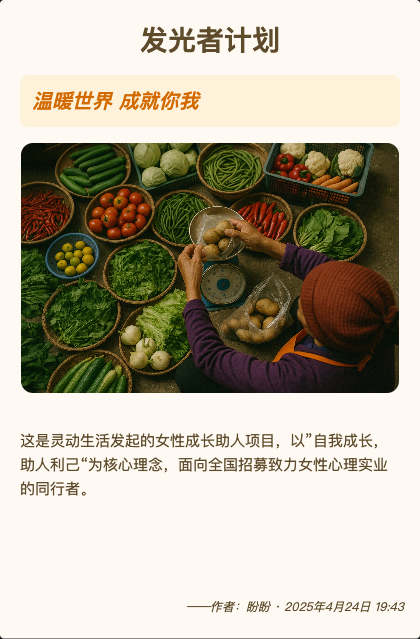 发光者计划
温暖世界 成就你我
这是灵动生活发起的女性成长助人项目，以”自我成长，
助人利己“为核心理念，面向全国招募致力女性心理实业
的同行者。
——作者：盼盼 · 2025年4月24日 19:43